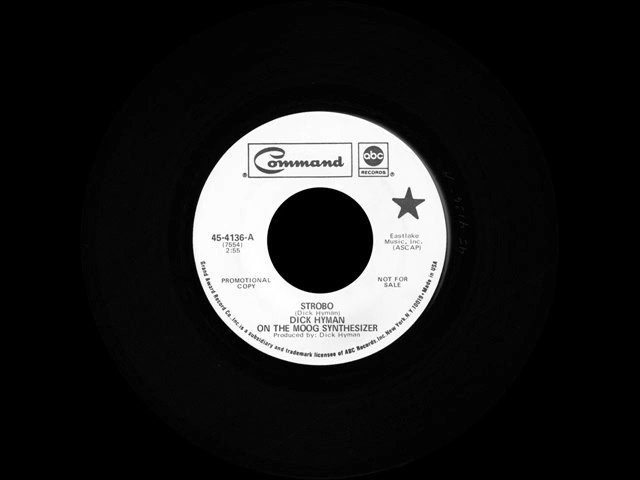 Command
abc
RECORDS
45-4136-A
(7554)
2:55
Eastlake
Music, Inc.
(ASCAP)
PROMOTIONAL
COPY
NOT FOR
SALE
STROBO
(Dick Hyman)
DICK HYMAN
ON THE MOOG SYNTHESIZER
Produced by: Dick Hyman
Grand Award Record Co. Inc. is a subsidiary and trademark licensee of ABC Records, Inc. New York, N.Y. 10019 • Made in USA